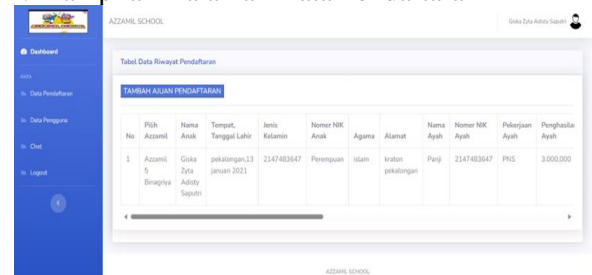 AZZAMIL SCHOOL
Giska Zyta Adisty Saputri
Dashboard
DATA
Data Pendaftaran
Data Pengguna
Chat
Logout
Tabel Data Riwayat Pendaftaran
TAMBAH AJUAN PENDAFTARAN
No Pilih Azzamil Nama Anak Tempat, Tanggal Lahir Jenis Kelamin Nomer NIK Anak Agama Alamat Nama Ayah Nomer NIK Ayah Pekerjaan Ayah Penghasilan Ayah
1 Azzamil 5 Binagriya Giska Zyta Adisty Saputri pekalongan,13 januari 2021 2147483647 Perempuan islam kraton pekalongan Panji 2147483647 PNS 3.000,000
AZZAMIL SCHOOL